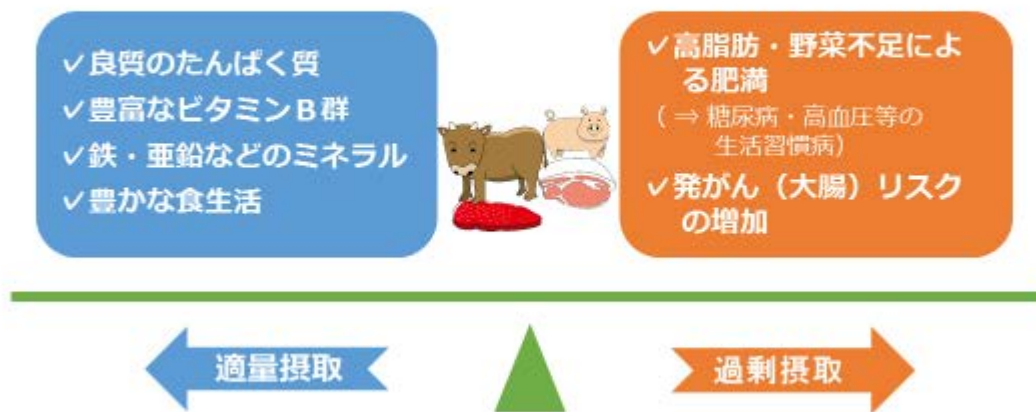 ✓良質のたんぱく質
✓豊富なビタミンB群
✓鉄・亜鉛などのミネラル
✓豊かな食生活
✓高脂肪・野菜不足によ
る肥満
(⇒糖尿病・高血圧等の
生活習慣病)
✓発がん（大腸）リスク
の増加
適量摂取
過剰摂取